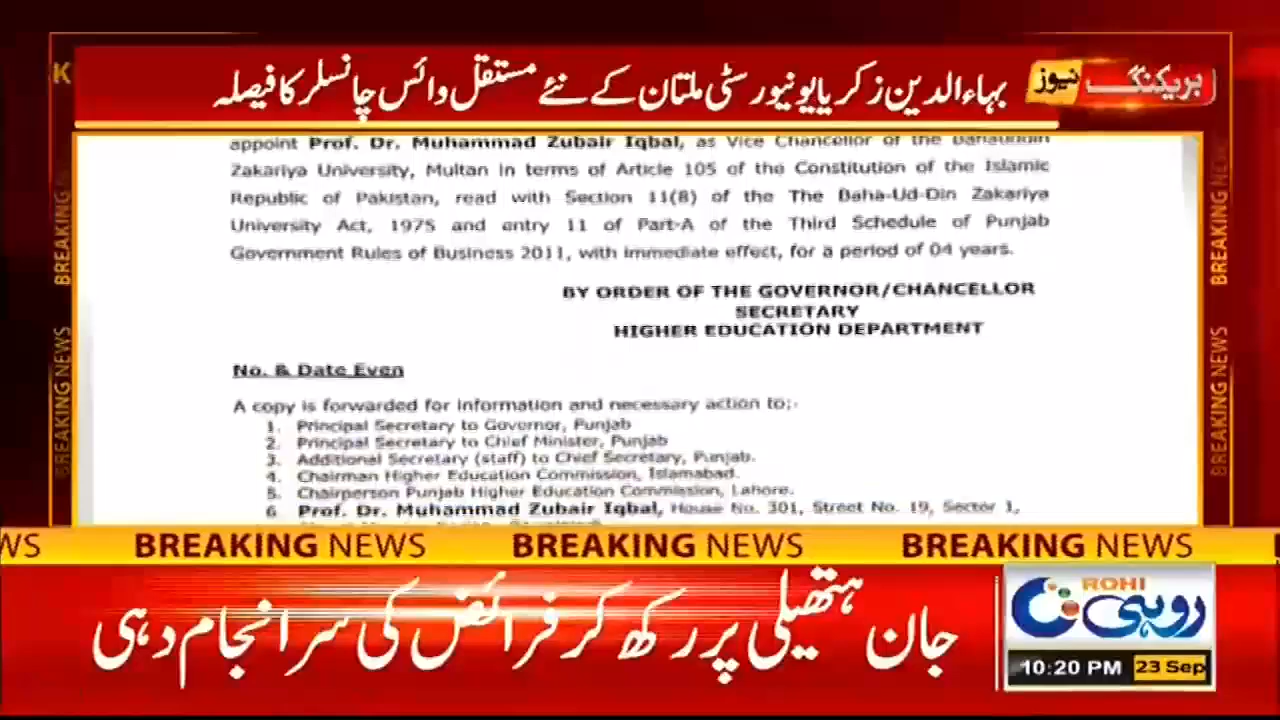 بریکنگ نیوز
بہاءالدین زکریا یونیورسٹی ملتان کے نئے مستقل وائس چانسلر کا فیصلہ
appoint Prof. Dr. Muhammad Zubair Iqbal, as Vice Chancellor of the Bahauddin
Zakariya University, Multan in terms of Article 105 of the Constitution of the Islamic
Republic of Pakistan, read with Section 11(8) of the The Baha-Ud-Din Zakariya
University Act, 1975 and entry 11 of Part-A of the Third Schedule of Punjab
Government Rules of Business 2011, with immediate effect, for a period of 04 years.
BY ORDER OF THE GOVERNOR/CHANCELLOR
SECRETARY
HIGHER EDUCATION DEPARTMENT
No. & Date Even
A copy is forwarded for information and necessary action to;-
1. Principal Secretary to Governor, Punjab
2. Principal Secretary to Chief Minister, Punjab
3. Additional Secretary (staff) to Chief Secretary, Punjab.
4. Chairman Higher Education Commission, Islamabad.
5. Chairperson Punjab Higher Education Commission, Lahore.
6. Prof. Dr. Muhammad Zubair Iqbal, House No. 301, Street No. 19, Sector 1,
K
BREAKING
BREAKING NEWS
BREAKING NEWS
BREAKING NEWS
WS BREAKING NEWS BREAKING NEWS BREAKING NEWS
جان ہتھیلی پر رکھ کر فرائض کی سرانجام دہی
ROHI
روہی
10:20 PM 23 Sep